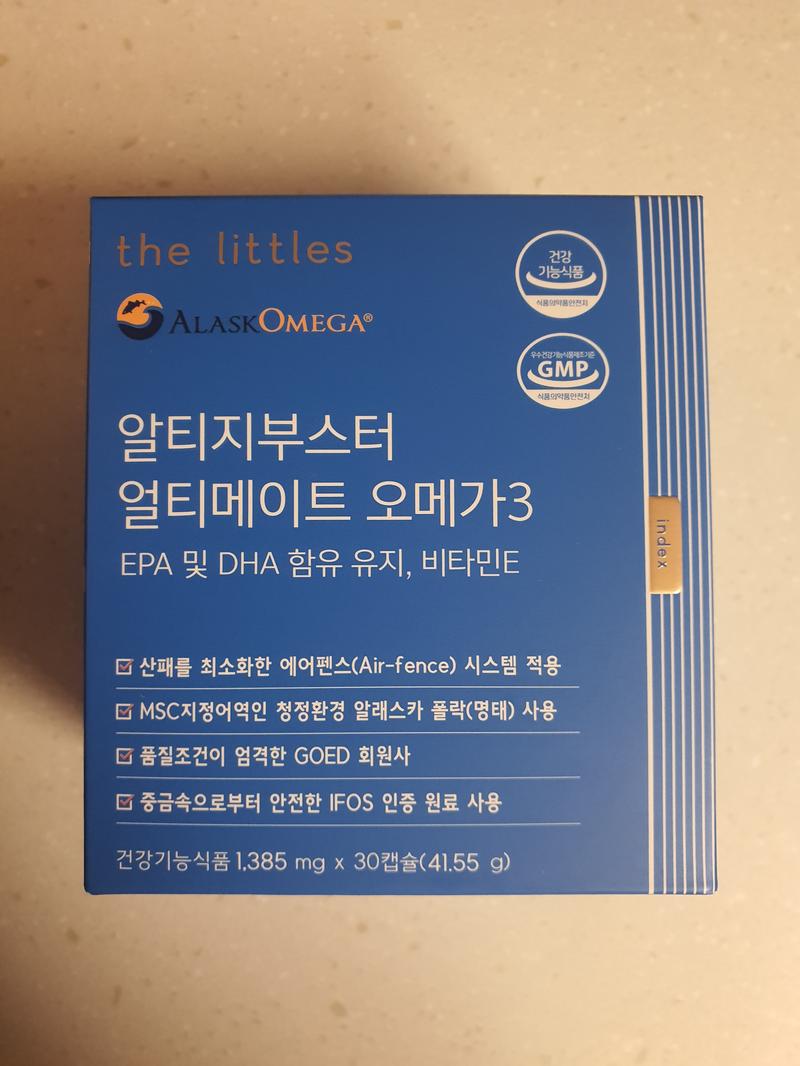 the littles
ALASKOMEGA®
건강
기능식품
식품의약품안전처
우수건강기능식품제조기준
GMP
식품의약품안전처
알티지부스터
얼티메이트 오메가3
EPA 및 DHA 함유 유지, 비타민E
index
산패를 최소화한 에어펜스(Air-fence) 시스템 적용
MSC지정어역인 청정환경 알래스카 폴락(명태) 사용
품질조건이 엄격한 GOED 회원사
중금속으로부터 안전한 IFOS 인증 원료 사용
건강기능식품 1,385 mg x 30캡슐(41.55 g)